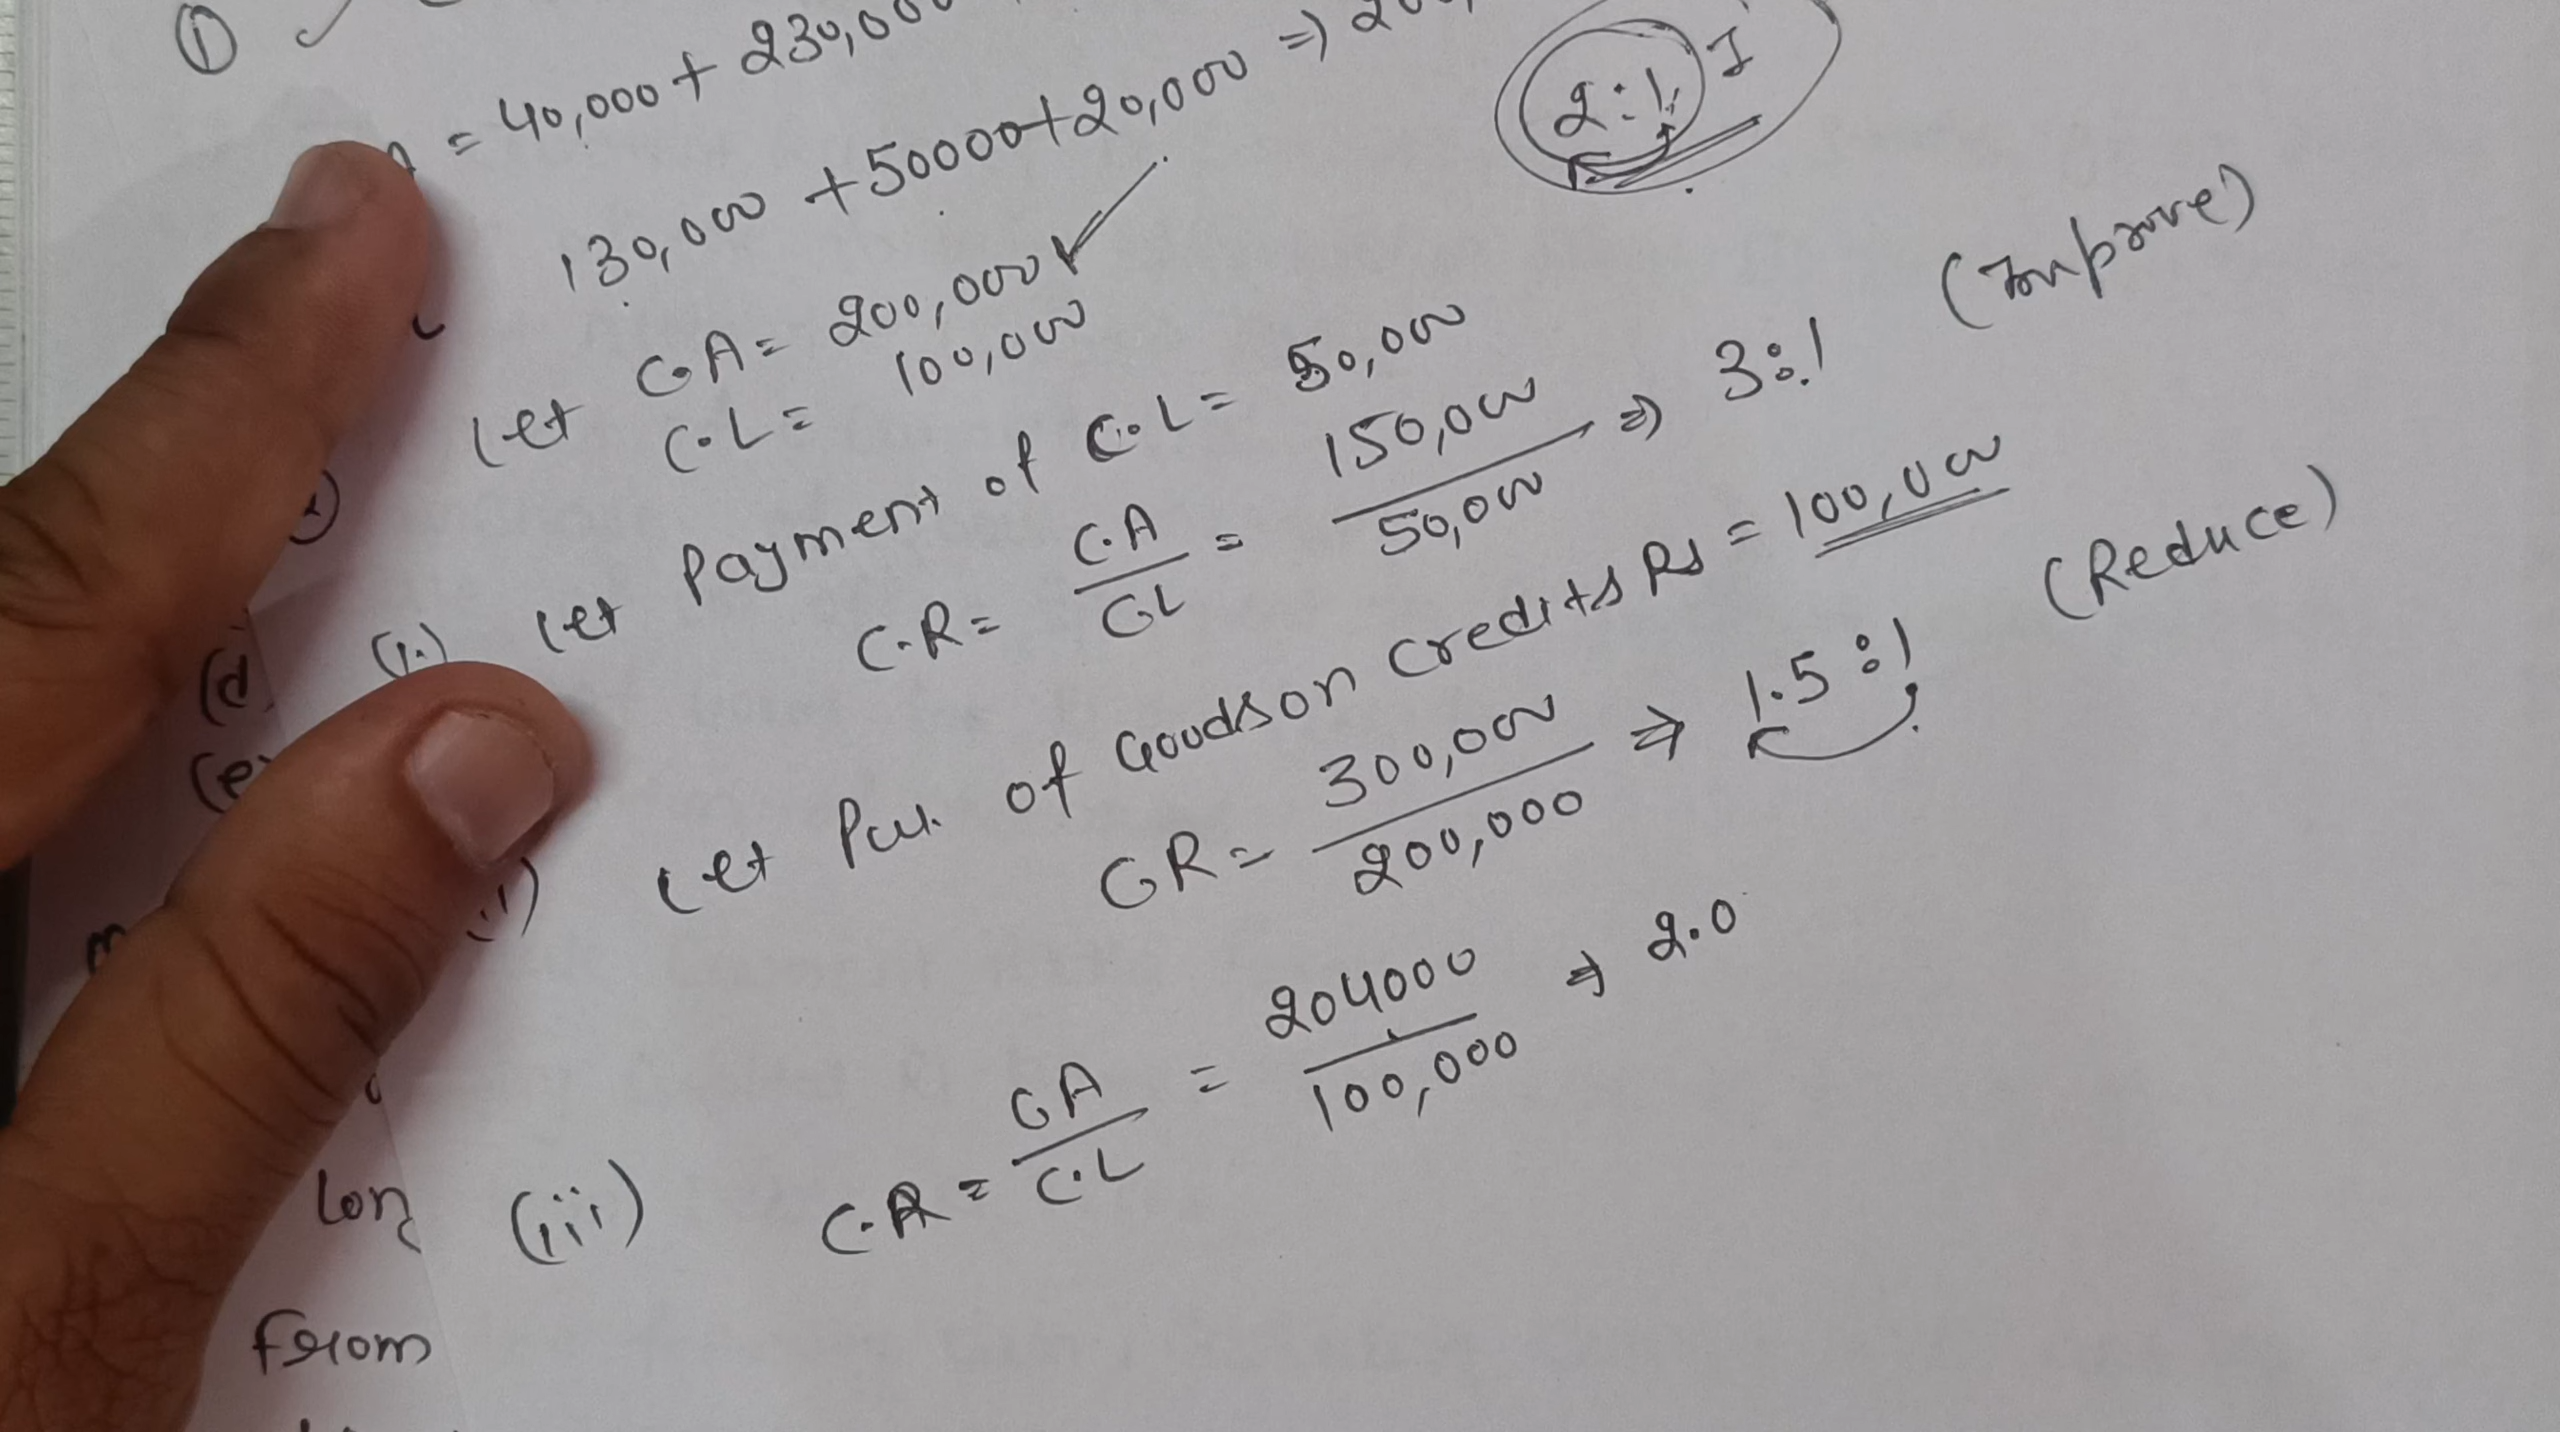 ①
= 40,000 + 230,000
130,000 + 50000 + 20,000 ⇒
2:1 I
Let C.A = 200,000 ✓
C.L = 100,000
(i) Let Payment of C.L = 50,000
C.R = C.A / C.L = 150,000 / 50,000 ⇒ 3:1 (Improve)
(d)
(e)
Let Pur. of Goods on Credits Rs = 100,000
C.R = 300,000 / 200,000 ⇒ 1.5:1 (Reduce)
(iii) C.R = C.A / C.L = 204000 / 100,000 ⇒ 2.0
From